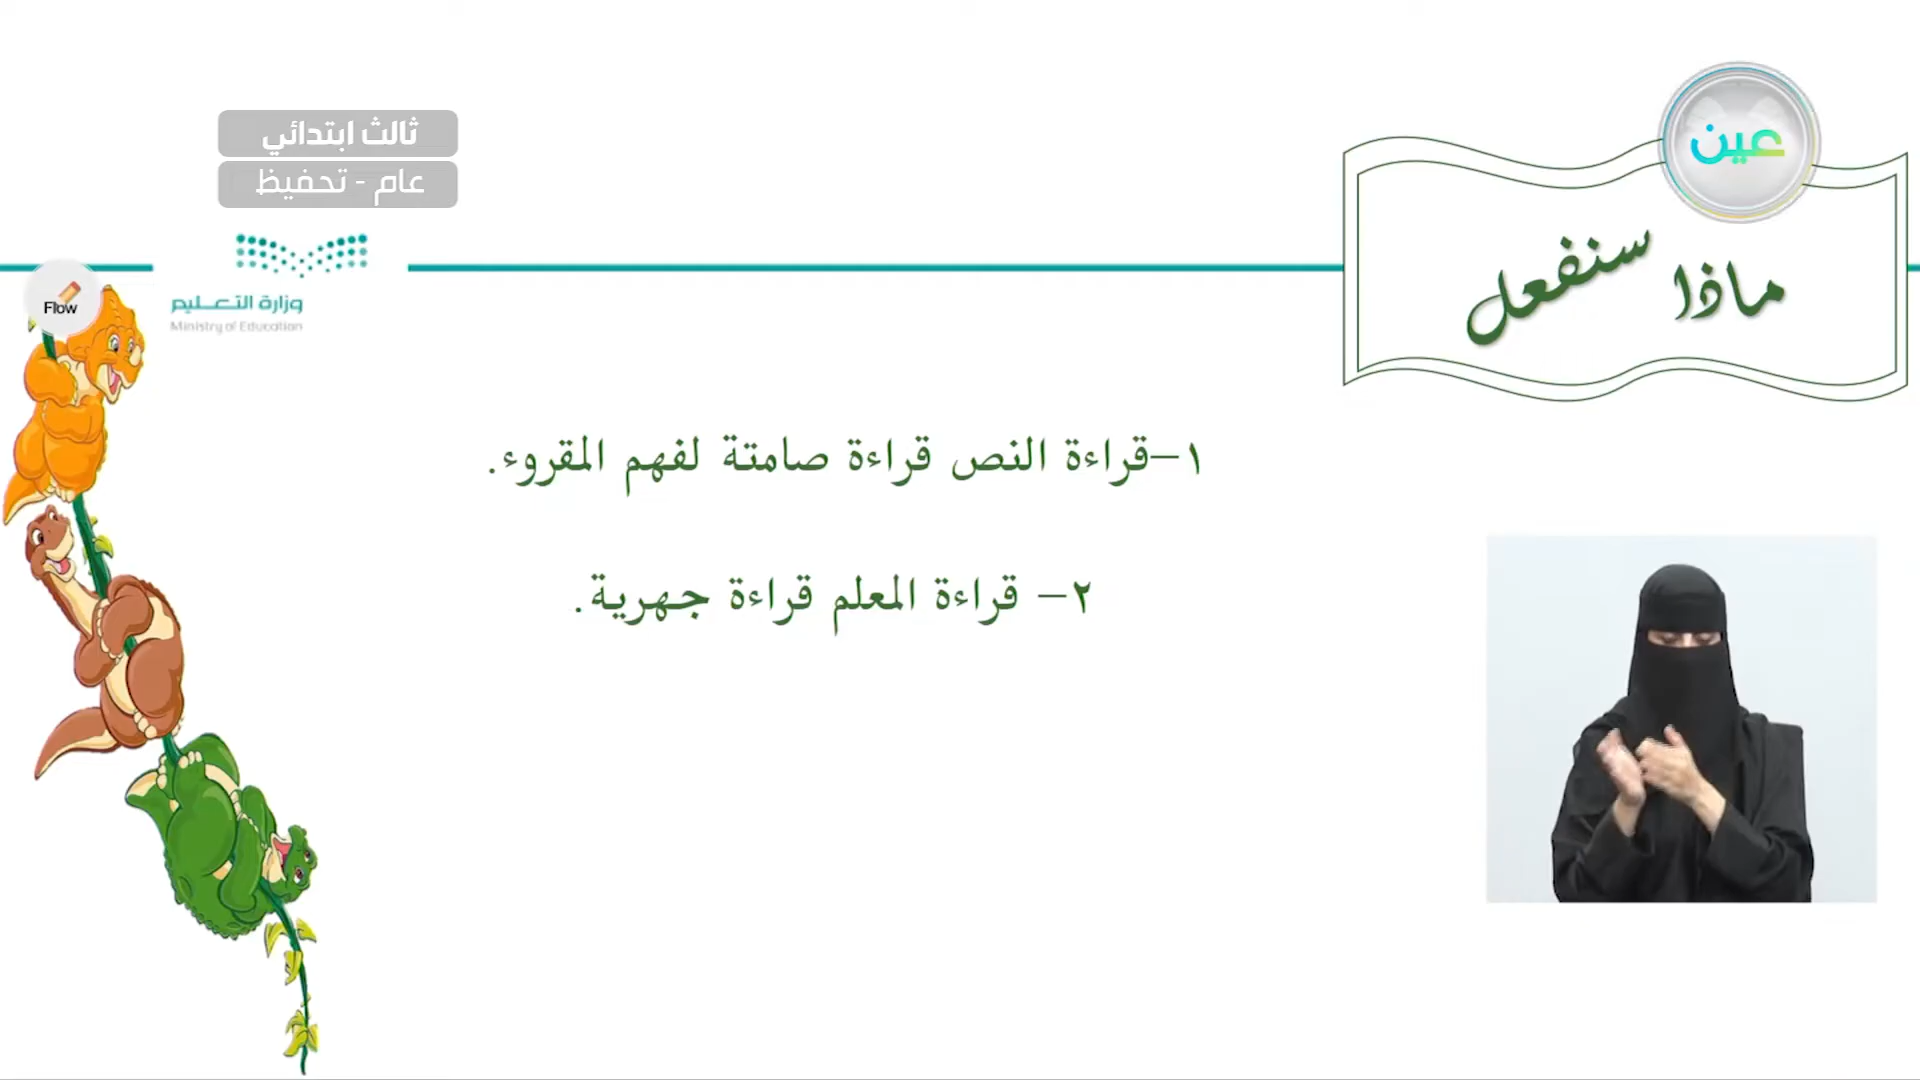 ثالث ابتدائي
عام - تحفيظ
عين
وزارة التعليم
Ministry of Education
Flow
ماذا سنفعل
١-قراءة النص قراءة صامتة لفهم المقروء.
٢- قراءة المعلم قراءة جهرية.